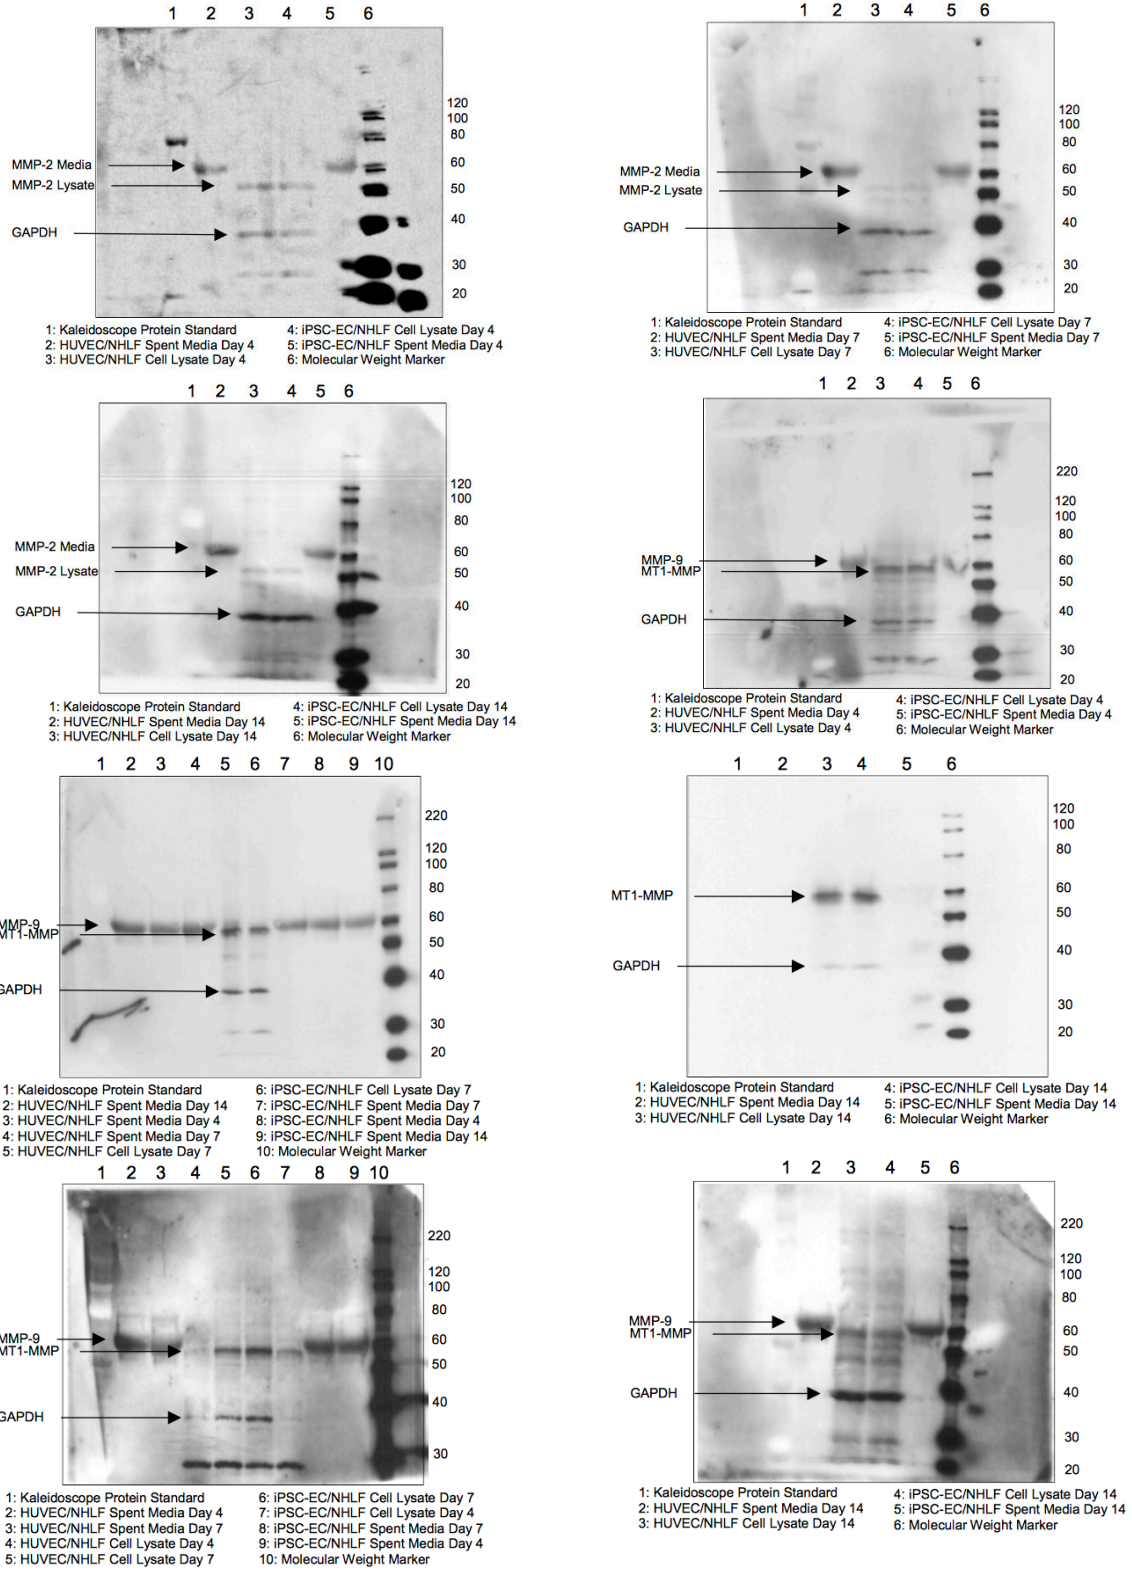 1 2 3 4 5 6
120
100
80
MMP-2 Media
60
MMP-2 Lysate
50
40
GAPDH
30
20
1: Kaleidoscope Protein Standard 4: iPSC-EC/NHLF Cell Lysate Day 4
2: HUVEC/NHLF Spent Media Day 4 5: iPSC-EC/NHLF Spent Media Day 4
3: HUVEC/NHLF Cell Lysate Day 4 6: Molecular Weight Marker
1 2 3 4 5 6
120
100
80
MMP-2 Media
60
MMP-2 Lysate
50
GAPDH
40
30
20
1: Kaleidoscope Protein Standard 4: iPSC-EC/NHLF Cell Lysate Day 7
2: HUVEC/NHLF Spent Media Day 7 5: iPSC-EC/NHLF Spent Media Day 7
3: HUVEC/NHLF Cell Lysate Day 7 6: Molecular Weight Marker
1 2 3 4 5 6
120
100
80
MMP-2 Media
60
MMP-2 Lysate
50
GAPDH
40
30
20
1: Kaleidoscope Protein Standard 4: iPSC-EC/NHLF Cell Lysate Day 14
2: HUVEC/NHLF Spent Media Day 14 5: iPSC-EC/NHLF Spent Media Day 14
3: HUVEC/NHLF Cell Lysate Day 14 6: Molecular Weight Marker
1 2 3 4 5 6
220
120
100
80
MMP-9
60
MT1-MMP
50
40
GAPDH
30
20
1: Kaleidoscope Protein Standard 4: iPSC-EC/NHLF Cell Lysate Day 4
2: HUVEC/NHLF Spent Media Day 4 5: iPSC-EC/NHLF Spent Media Day 4
3: HUVEC/NHLF Cell Lysate Day 4 6: Molecular Weight Marker
1 2 3 4 5 6 7 8 9 10
220
120
100
80
60
MMP-9
MT1-MMP
50
40
GAPDH
30
20
1: Kaleidoscope Protein Standard 6: iPSC-EC/NHLF Cell Lysate Day 7
2: HUVEC/NHLF Spent Media Day 14 7: iPSC-EC/NHLF Spent Media Day 7
3: HUVEC/NHLF Spent Media Day 4 8: iPSC-EC/NHLF Spent Media Day 4
4: HUVEC/NHLF Spent Media Day 7 9: iPSC-EC/NHLF Spent Media Day 14
5: HUVEC/NHLF Cell Lysate Day 7 10: Molecular Weight Marker
1 2 3 4 5 6
120
100
80
60
MT1-MMP
50
40
GAPDH
30
20
1: Kaleidoscope Protein Standard 4: iPSC-EC/NHLF Cell Lysate Day 14
2: HUVEC/NHLF Spent Media Day 14 5: iPSC-EC/NHLF Spent Media Day 14
3: HUVEC/NHLF Cell Lysate Day 14 6: Molecular Weight Marker
1 2 3 4 5 6 7 8 9 10
220
120
100
80
MMP-9
60
MT1-MMP
50
40
GAPDH
30
1: Kaleidoscope Protein Standard 6: iPSC-EC/NHLF Cell Lysate Day 7
2: HUVEC/NHLF Spent Media Day 4 7: iPSC-EC/NHLF Cell Lysate Day 4
3: HUVEC/NHLF Spent Media Day 7 8: iPSC-EC/NHLF Spent Media Day 7
4: HUVEC/NHLF Cell Lysate Day 4 9: iPSC-EC/NHLF Spent Media Day 4
5: HUVEC/NHLF Cell Lysate Day 7 10: Molecular Weight Marker
1 2 3 4 5 6
220
120
100
80
MMP-9
60
MT1-MMP
50
GAPDH
40
30
20
1: Kaleidoscope Protein Standard 4: iPSC-EC/NHLF Cell Lysate Day 14
2: HUVEC/NHLF Spent Media Day 14 5: iPSC-EC/NHLF Spent Media Day 14
3: HUVEC/NHLF Cell Lysate Day 14 6: Molecular Weight Marker